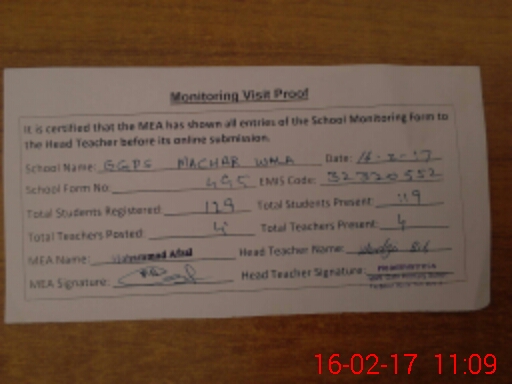 Monitoring Visit Proof
It is certified that the MEA has shown all entries of the School Monitoring Form to
the Head Teacher before its online submission.
School Name: GGPS MACHAR WALA Date: 16-2-17
School Form No: 495 EMIS Code: 32320552
Total Students Registered: 129 Total Students Present: 119
Total Teachers Posted: 4 Total Teachers Present: 4
MEA Name: Muhammad Afzal Head Teacher Name: Bibi
MEA Signature: Head Teacher Signature:
16-02-17 11:09